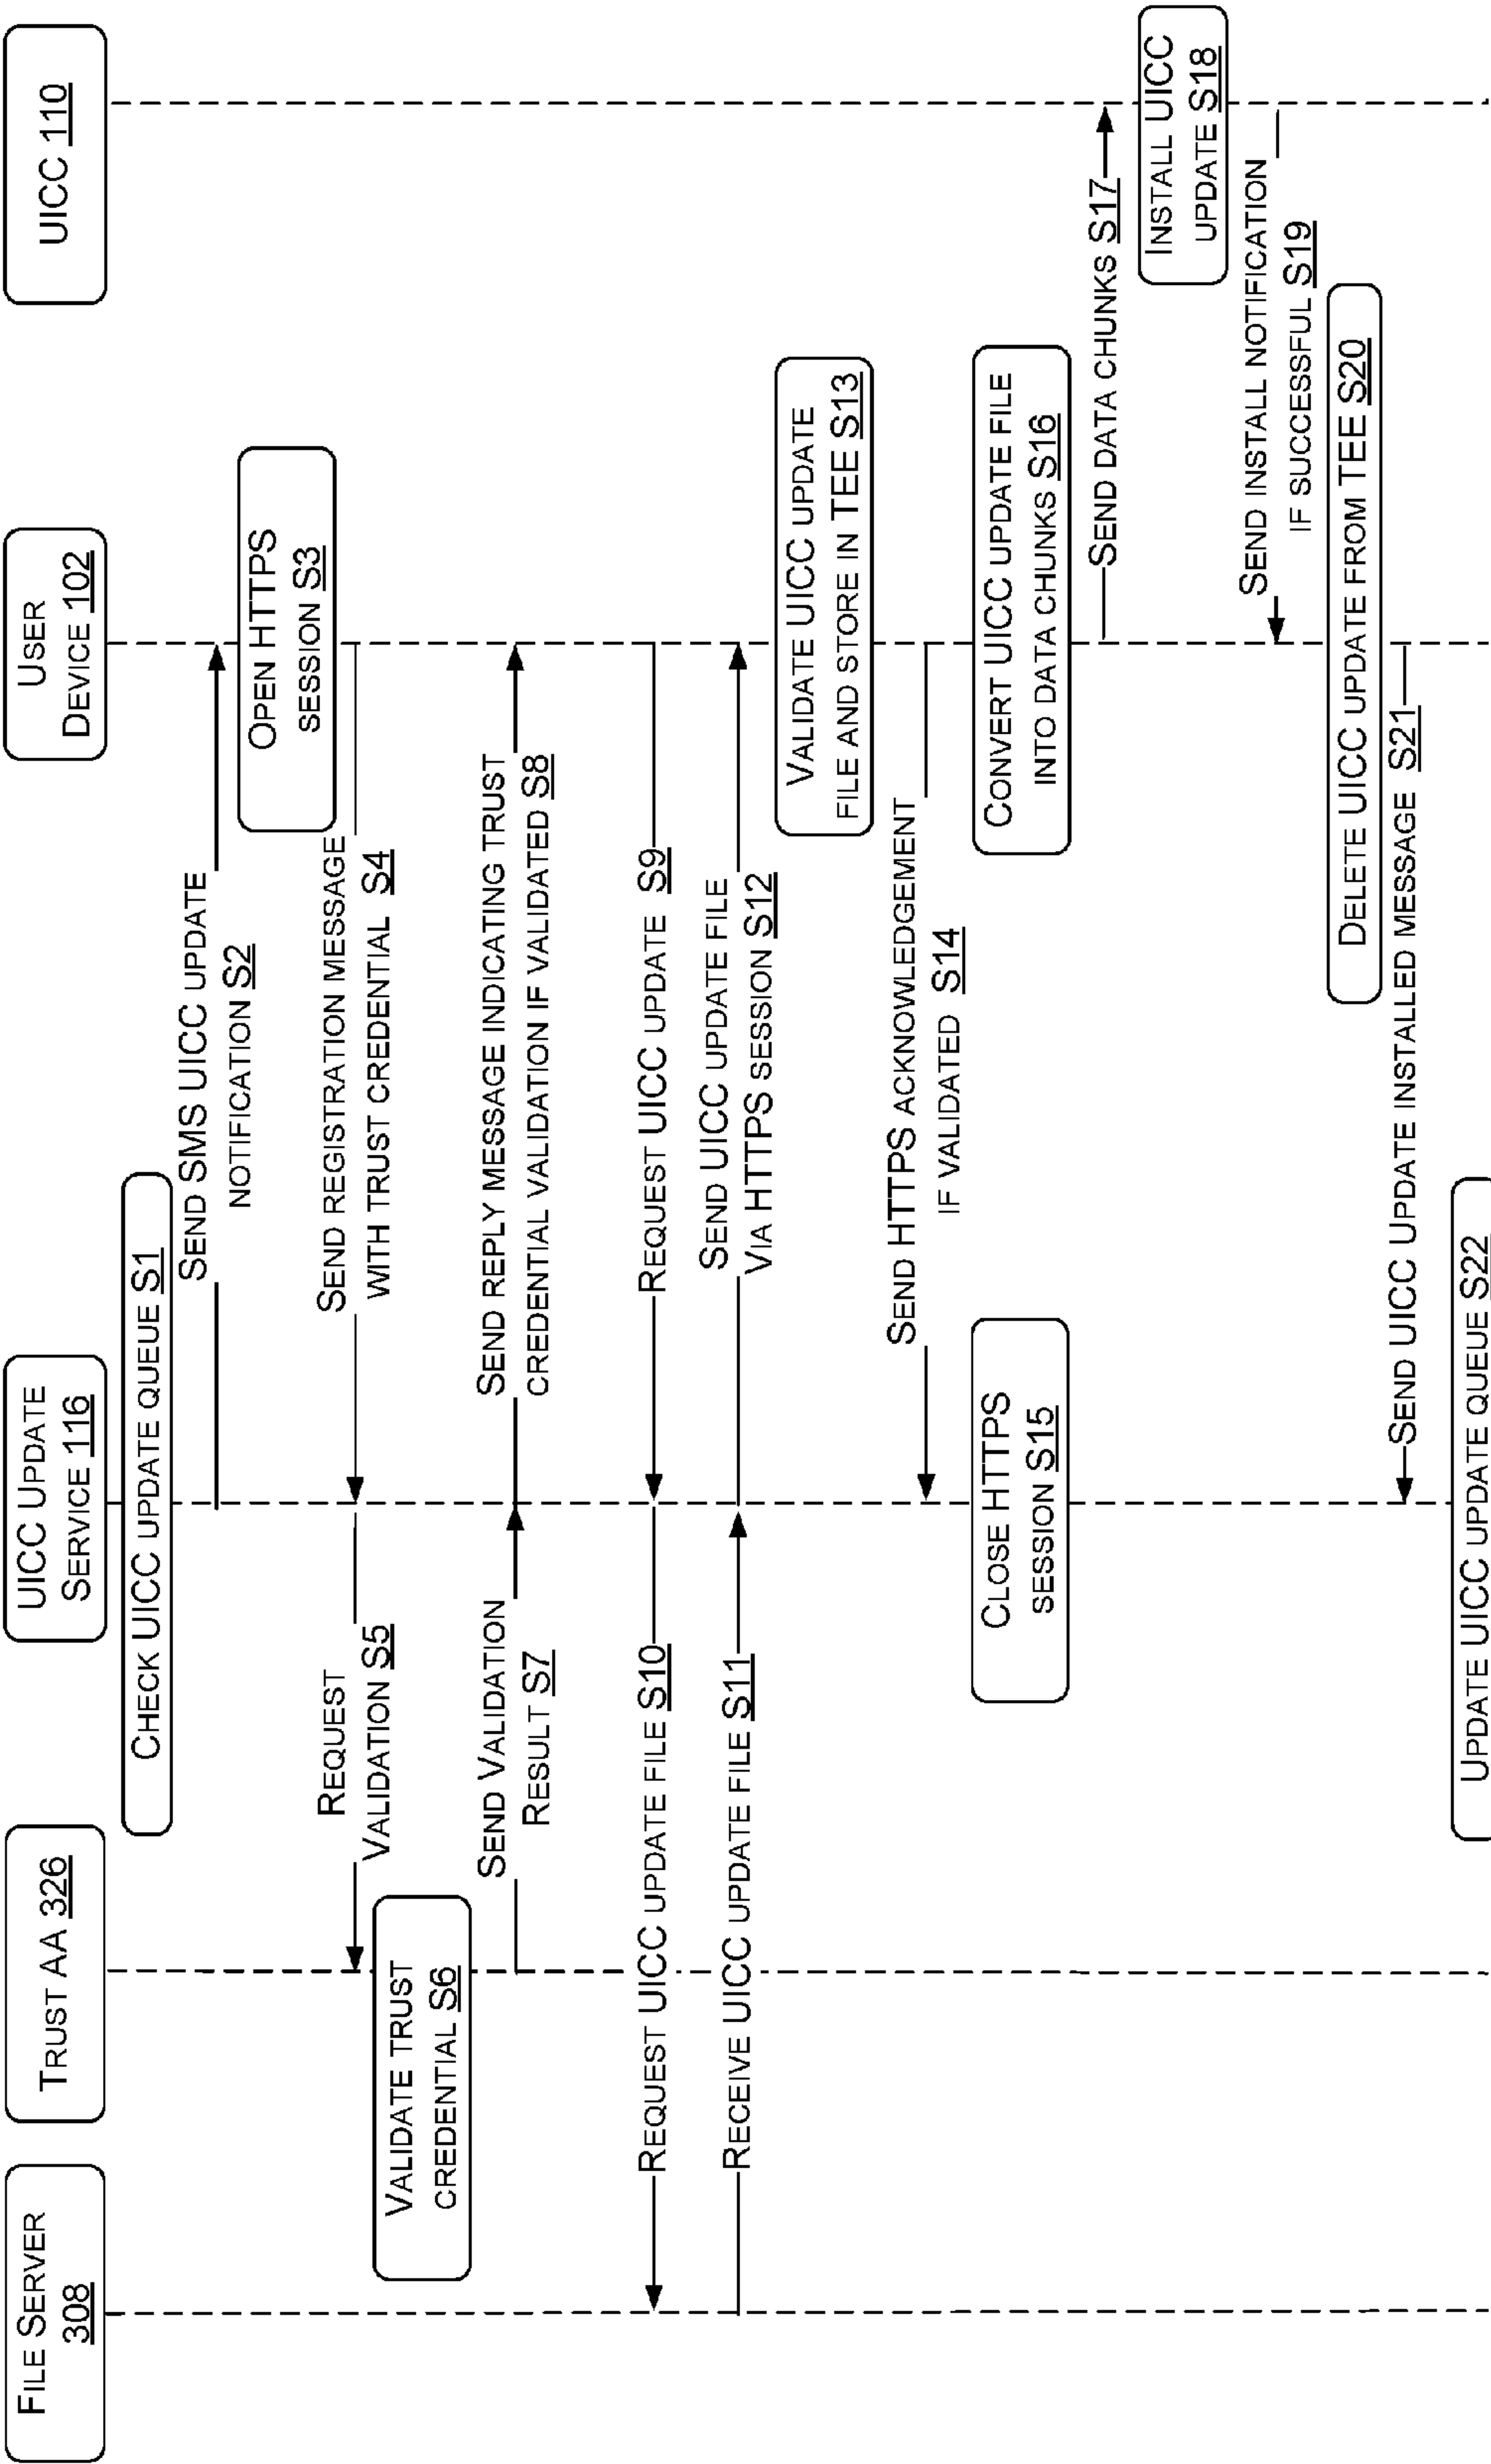 FILE SERVER
308
TRUST AA 326
UICC UPDATE
SERVICE 116
USER
DEVICE 102
UICC 110
CHECK UICC UPDATE QUEUE S1
SEND SMS UICC UPDATE
NOTIFICATION S2
OPEN HTTPS
SESSION S3
SEND REGISTRATION MESSAGE
WITH TRUST CREDENTIAL S4
REQUEST
VALIDATION S5
VALIDATE TRUST
CREDENTIAL S6
SEND VALIDATION
RESULT S7
SEND REPLY MESSAGE INDICATING TRUST
CREDENTIAL VALIDATION IF VALIDATED S8
REQUEST UICC UPDATE S9
REQUEST UICC UPDATE FILE S10
RECEIVE UICC UPDATE FILE S11
SEND UICC UPDATE FILE
VIA HTTPS SESSION S12
VALIDATE UICC UPDATE
FILE AND STORE IN TEE S13
SEND HTTPS ACKNOWLEDGEMENT
IF VALIDATED S14
CLOSE HTTPS
SESSION S15
CONVERT UICC UPDATE FILE
INTO DATA CHUNKS S16
SEND DATA CHUNKS S17
INSTALL UICC
UPDATE S18
SEND INSTALL NOTIFICATION
IF SUCCESSFUL S19
DELETE UICC UPDATE FROM TEE S20
SEND UICC UPDATE INSTALLED MESSAGE S21
UPDATE UICC UPDATE QUEUE S22